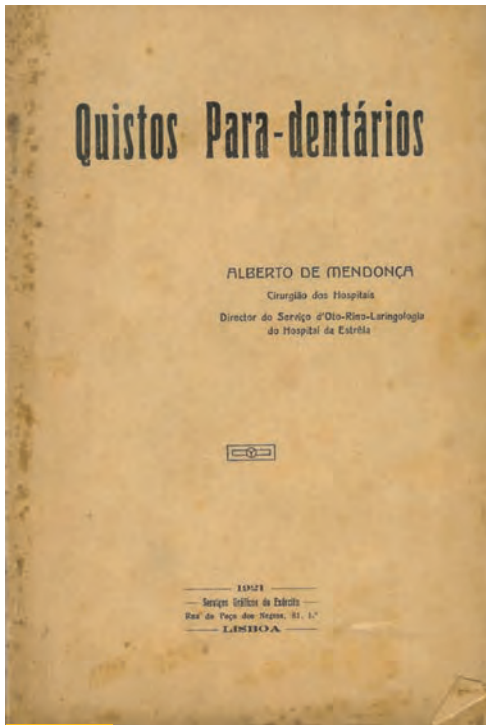 Quistos Para-dentários
ALBERTO DE MENDONÇA
Cirurgião dos Hospitais
Director do Serviço d'Oto-Rino-Laringologia
do Hospital da Estrêla
1921
Serviços Gráficos do Exército
Rua do Paço dos Negros, 81, 1.º
LISBOA